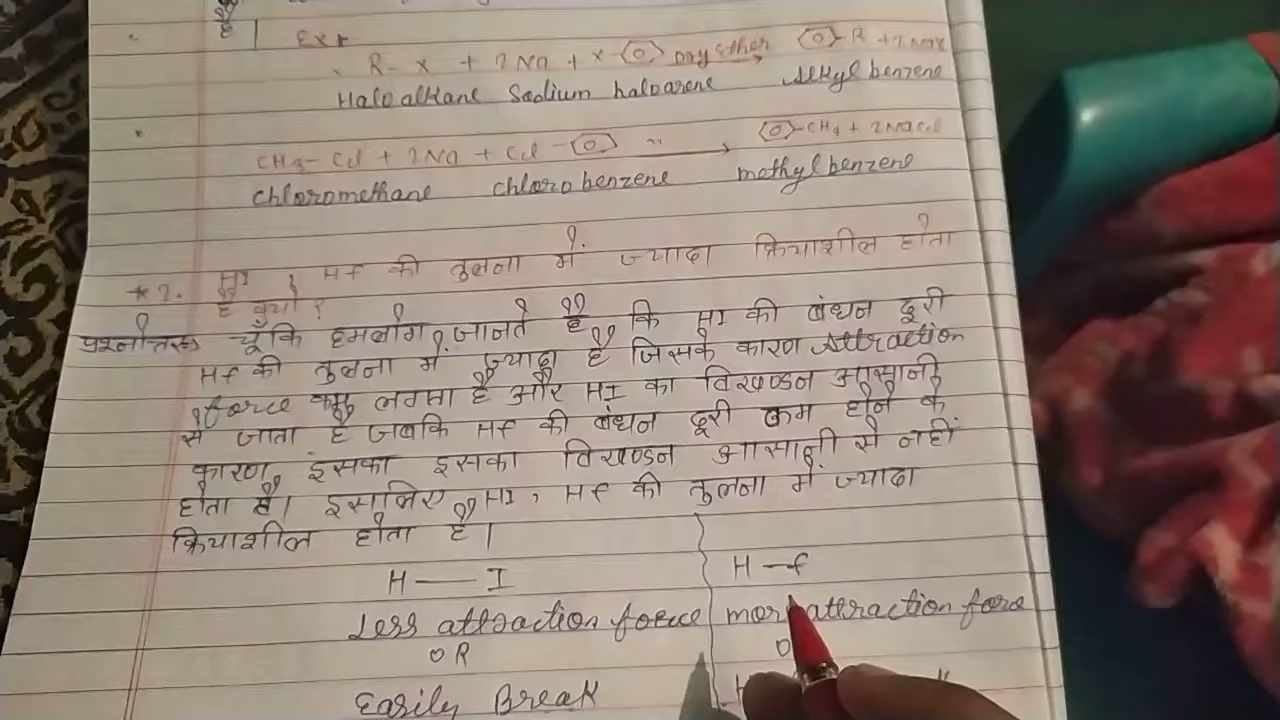 है। Ex:-
R - X + 2Na + X-⌬ Dry Ether → ⌬-R + 2NaX
Haloalkane Sodium haloarene Alkyl benzene
CH3 - Cl + 2Na + Cl -⌬ " → ⌬-CH3 + 2NaCl
chloromethane chlorobenzene methyl benzene
*2. HI, Hf की तुलना में ज्यादा क्रियाशील होता
है क्यों?
प्रश्नोत्तर चूँकि हमलोग जानते हैं कि HI की बंधन दूरी
Hf की तुलना में ज्यादा है जिसके कारण Attraction
force कम लगता है और HI का विखण्डन आसानी
से जाता है जबकि Hf की बंधन दूरी कम होने के
कारण इसका इसका विखण्डन आसानी से नहीं
होता है। इसलिए HI, Hf की तुलना में ज्यादा
क्रियाशील होता है।
H — I H — f
Less attraction force more attraction force
OR
Easily Break